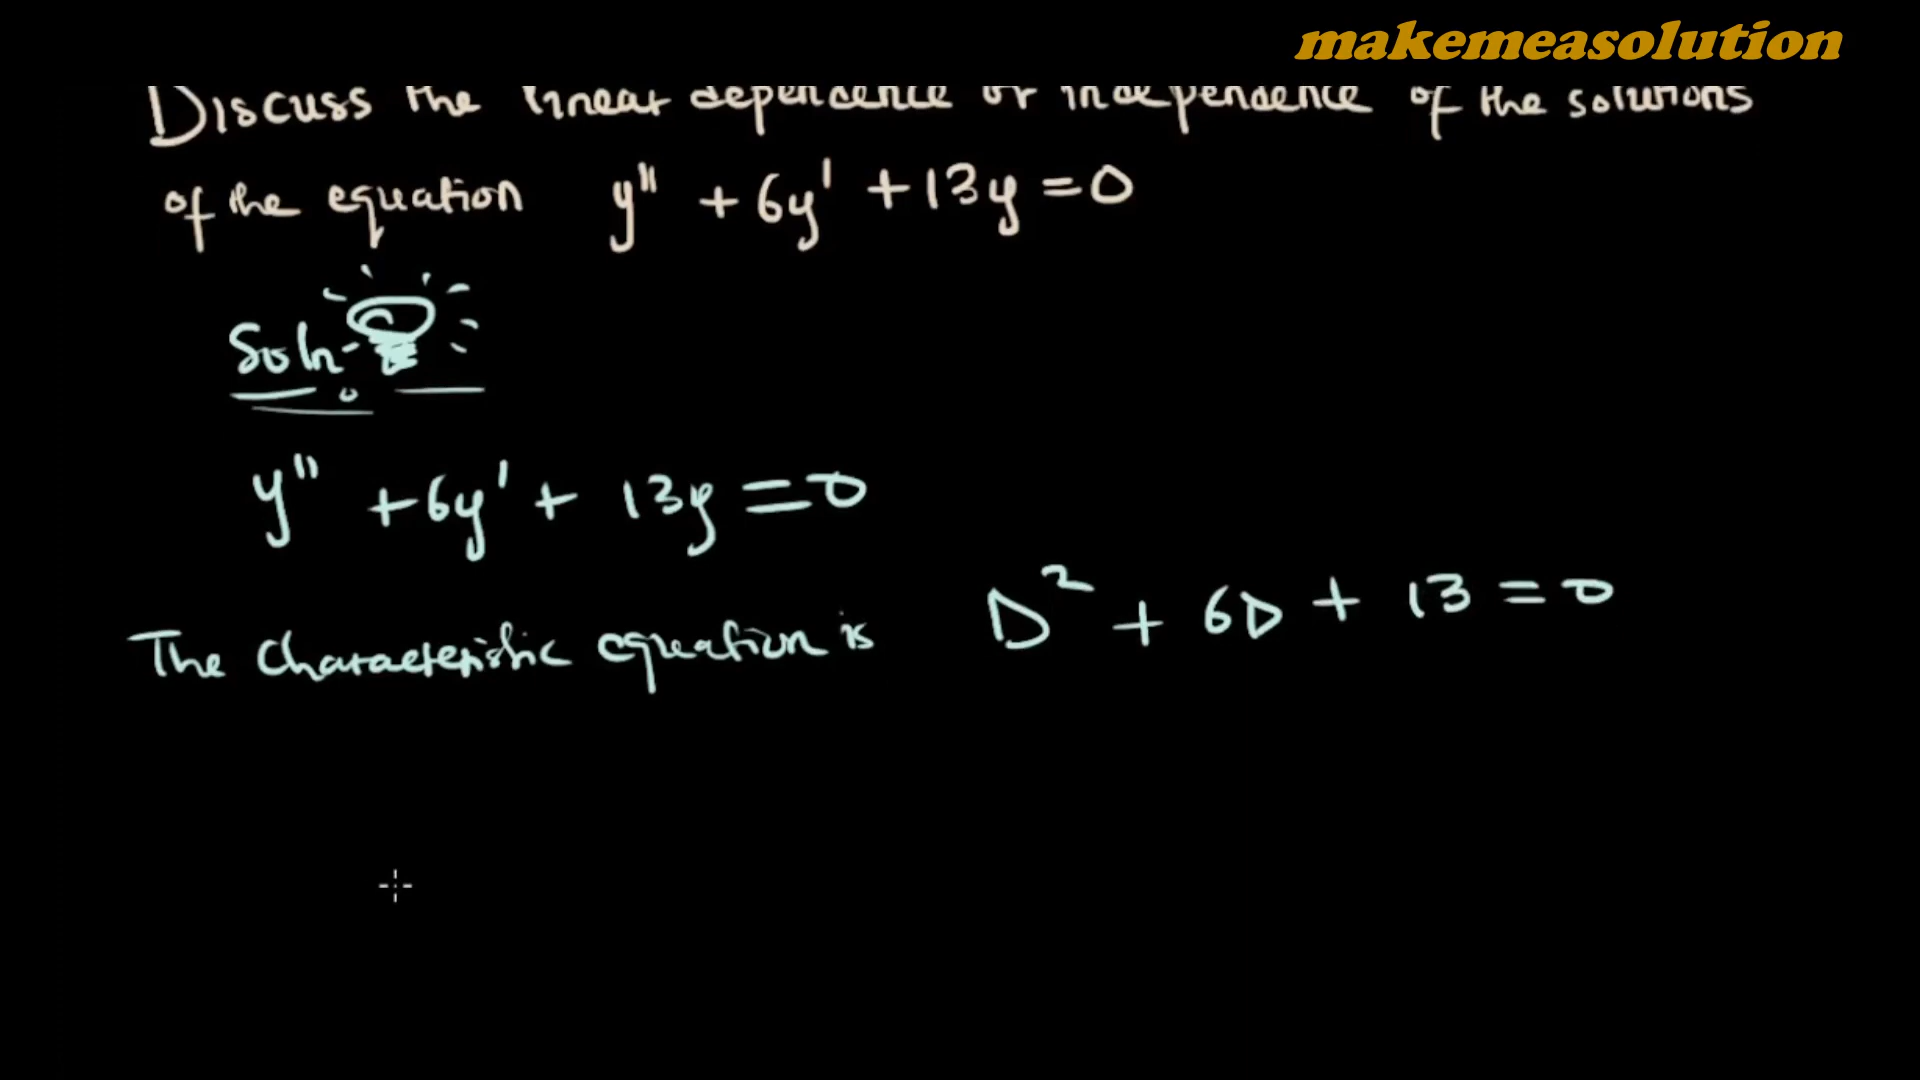 makemeasolution
Discuss the linear dependence or independence of the solutions
of the equation y" + 6y' + 13y = 0
Soln
y" + 6y' + 13y = 0
The characteristic equation is D² + 6D + 13 = 0